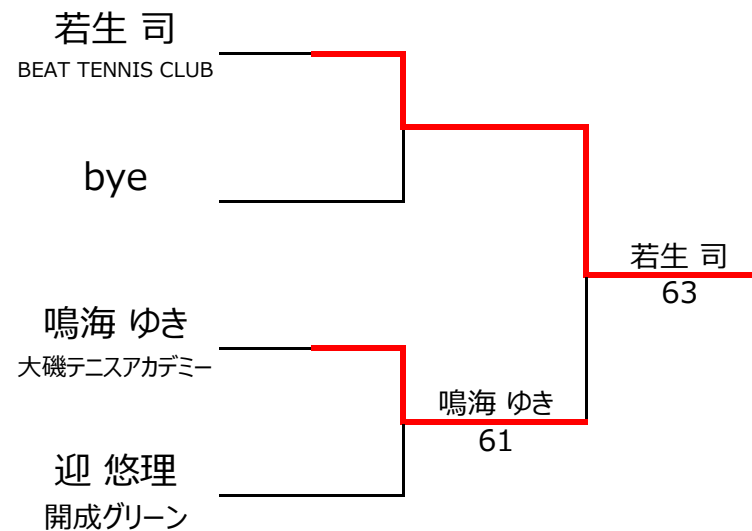 若生 司
BEAT TENNIS CLUB
bye
若生 司
63
鳴海 ゆき
大磯テニスアカデミー
鳴海 ゆき
61
迎 悠理
開成グリーン